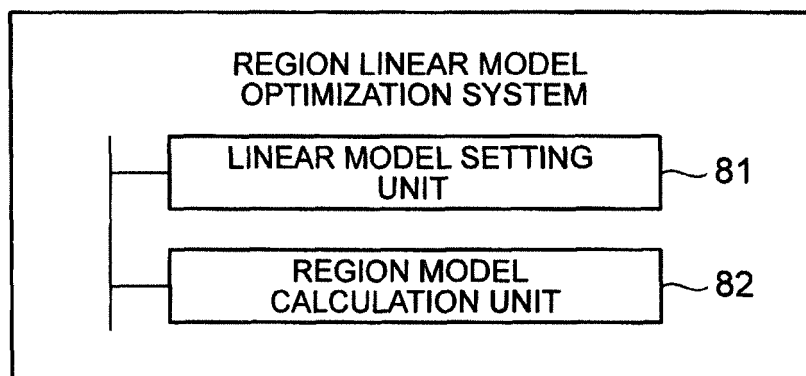 REGION LINEAR MODEL
OPTIMIZATION SYSTEM
LINEAR MODEL SETTING
UNIT
81
REGION MODEL
CALCULATION UNIT
82